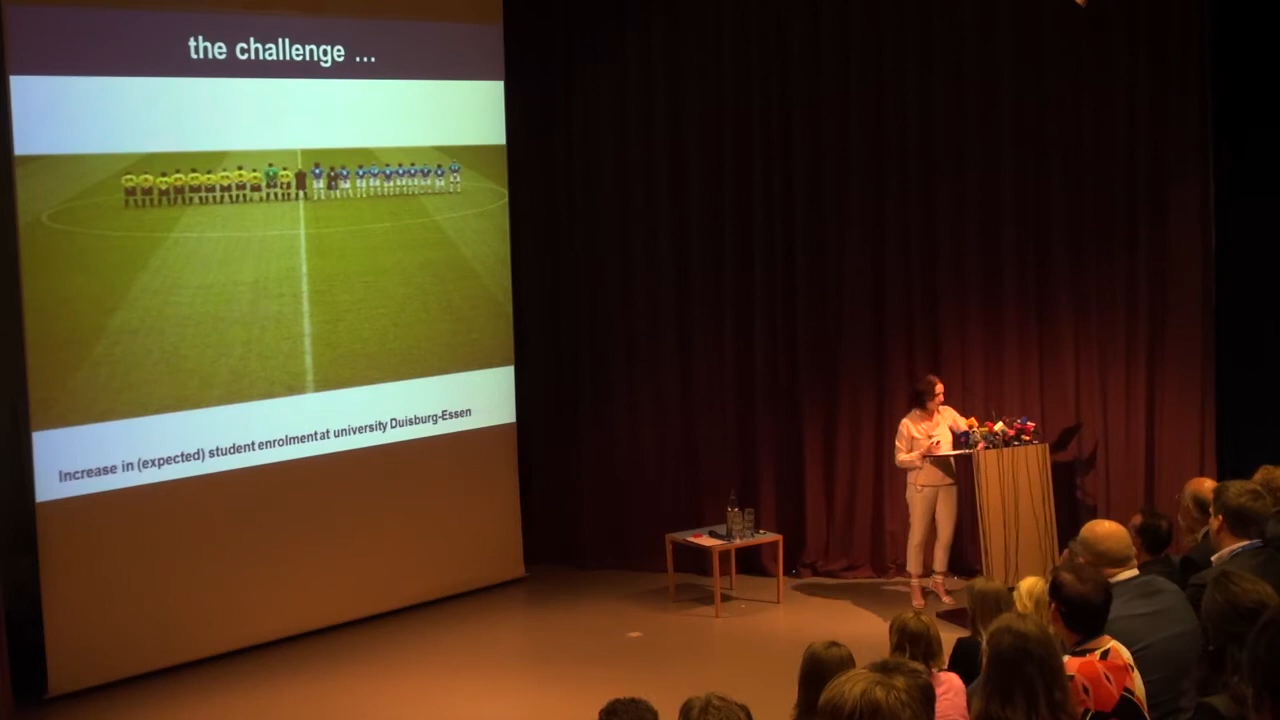 the challenge ...
Increase in (expected) student enrolment at university Duisburg-Essen